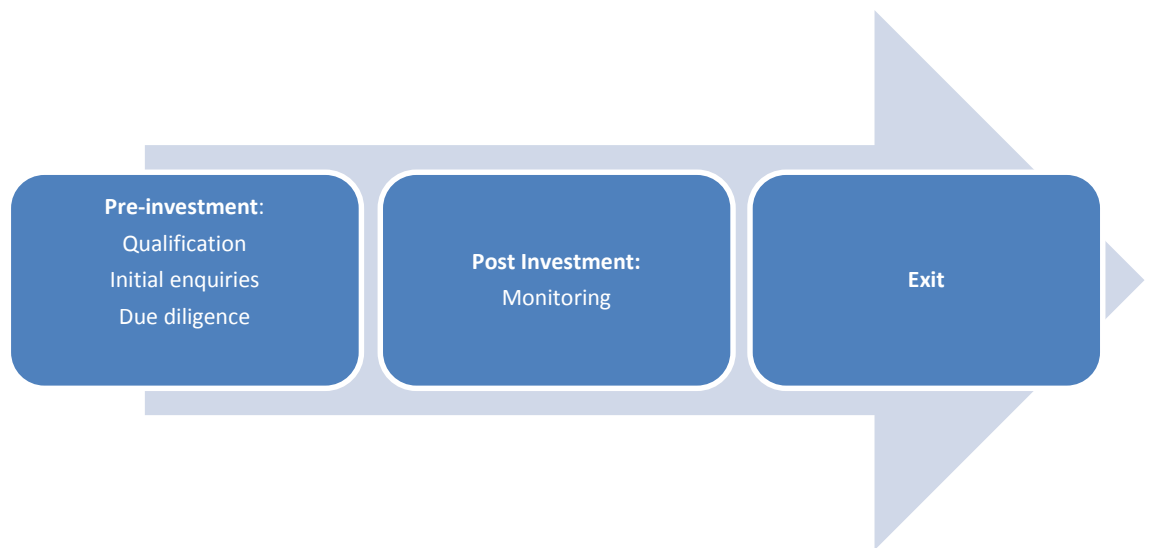 Pre-investment:
Qualification
Initial enquiries
Due diligence
Post Investment:
Monitoring
Exit